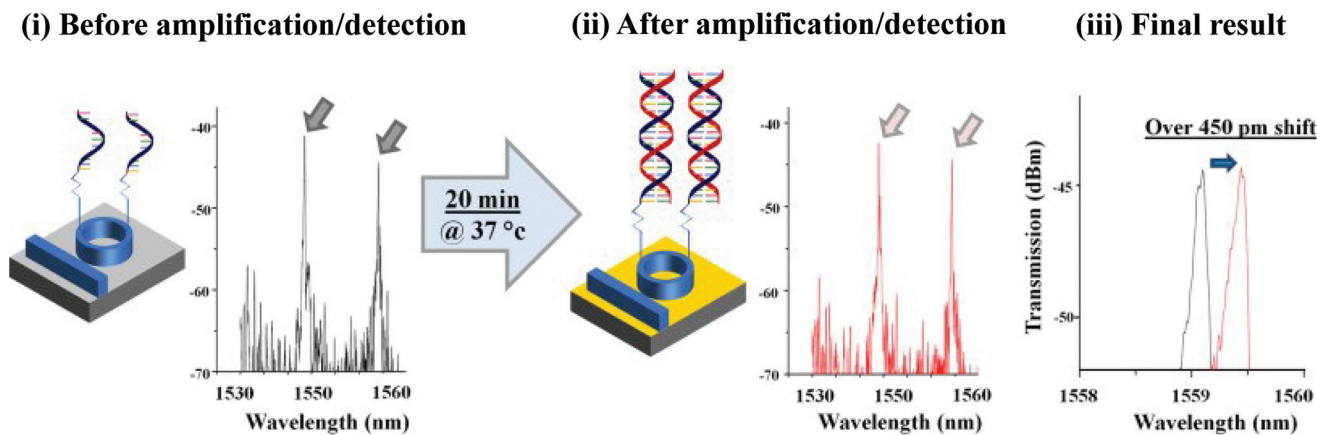 (i) Before amplification/detection
(ii) After amplification/detection
(iii) Final result
-40
-50
-60
-70
1530
1550
1560
Wavelength (nm)
20 min
@ 37 °c
-40
-50
-60
-70
1530
1550
1560
Wavelength (nm)
Over 450 pm shift
Transmission (dBm)
-45
-50
1558
1559
1560
Wavelength (nm)